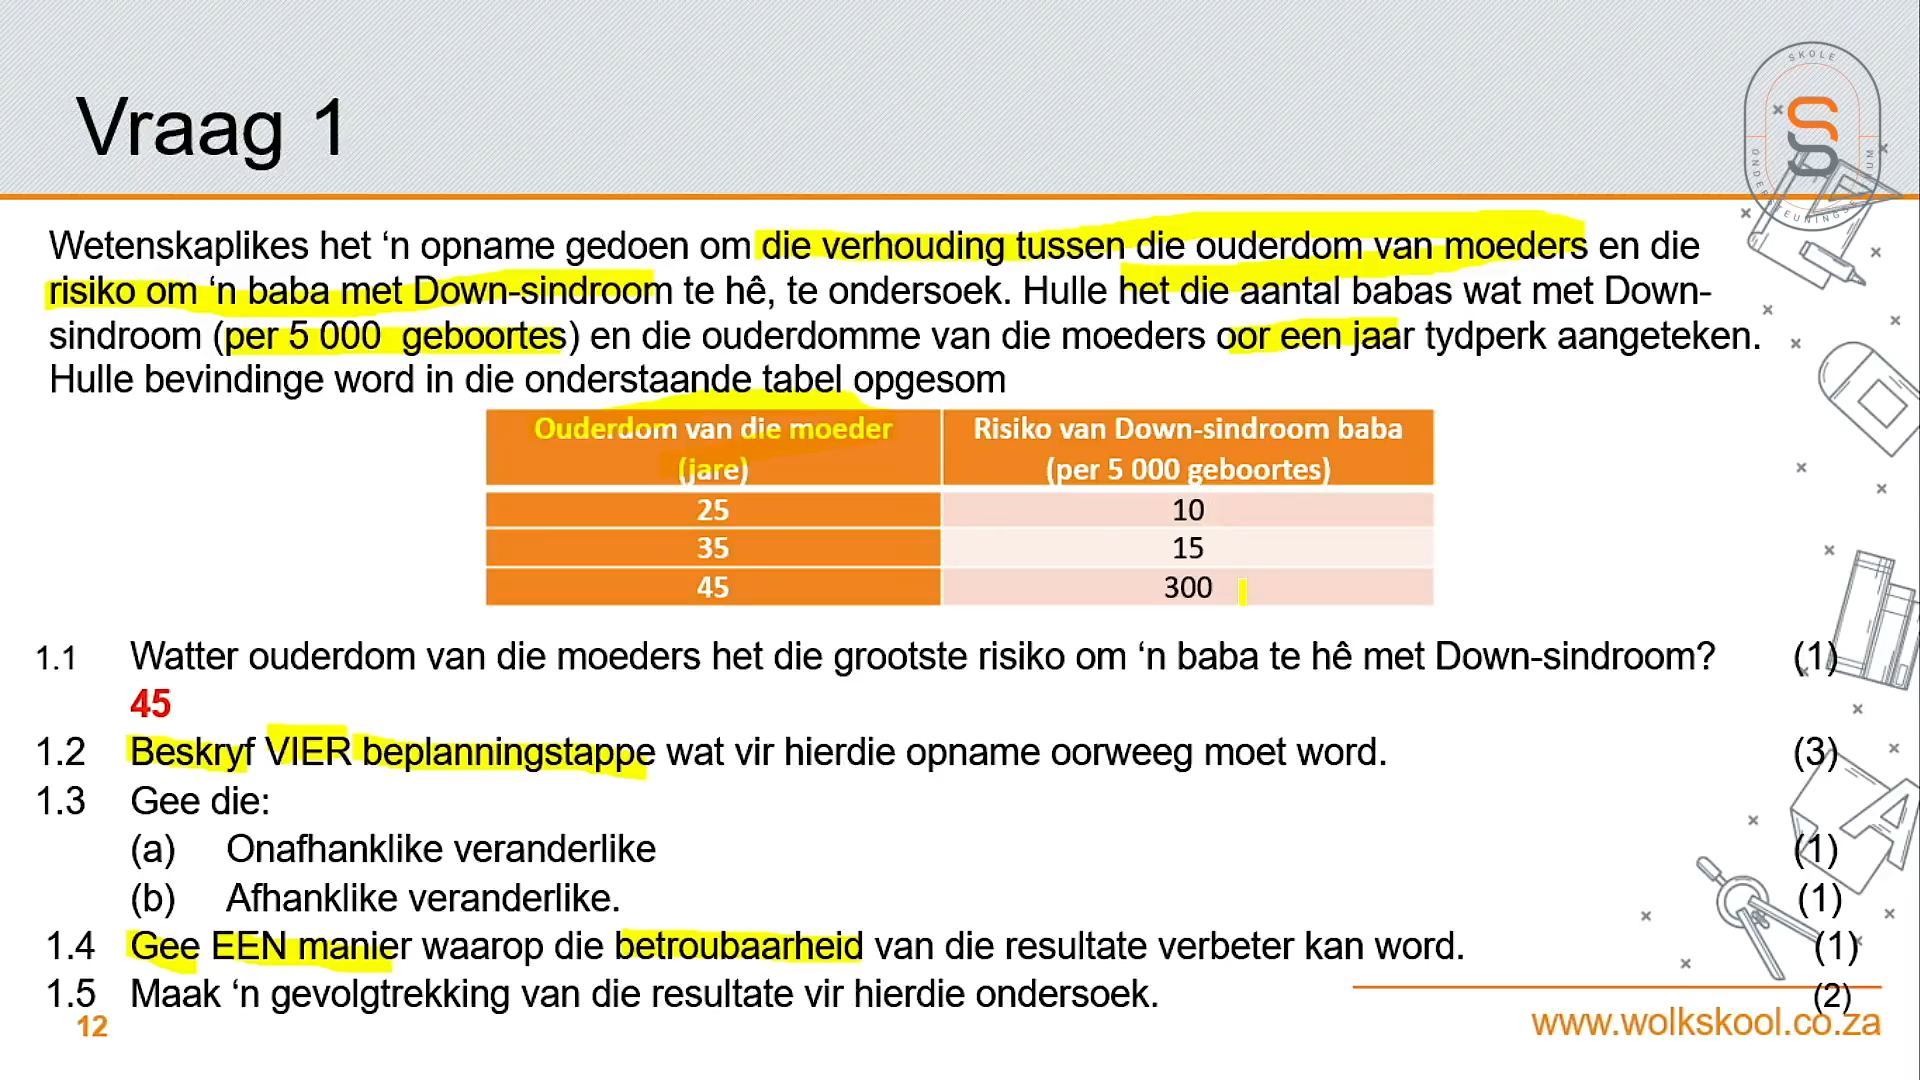 Vraag 1
SKOLE
ONDERSTEUNINGSENTRUM
Wetenskaplikes het ‘n opname gedoen om die verhouding tussen die ouderdom van moeders en die
risiko om ‘n baba met Down-sindroom te hê, te ondersoek. Hulle het die aantal babas wat met Down-
sindroom (per 5 000 geboortes) en die ouderdomme van die moeders oor een jaar tydperk aangeteken.
Hulle bevindinge word in die onderstaande tabel opgesom
Ouderdom van die moeder (jare) Risiko van Down-sindroom baba (per 5 000 geboortes)
25 10
35 15
45 300
1.1 Watter ouderdom van die moeders het die grootste risiko om ‘n baba te hê met Down-sindroom? (1)
45
1.2 Beskryf VIER beplanningstappe wat vir hierdie opname oorweeg moet word. (3)
1.3 Gee die:
(a) Onafhanklike veranderlike (1)
(b) Afhanklike veranderlike. (1)
1.4 Gee EEN manier waarop die betroubaarheid van die resultate verbeter kan word. (1)
1.5 Maak ‘n gevolgtrekking van die resultate vir hierdie ondersoek. (2)
12
www.wolkskool.co.za